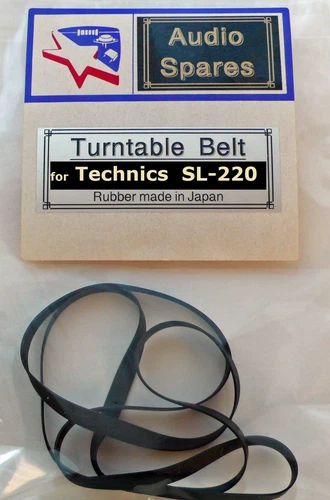 Audio
Spares
Turntable Belt
for Technics SL-220
Rubber made in Japan